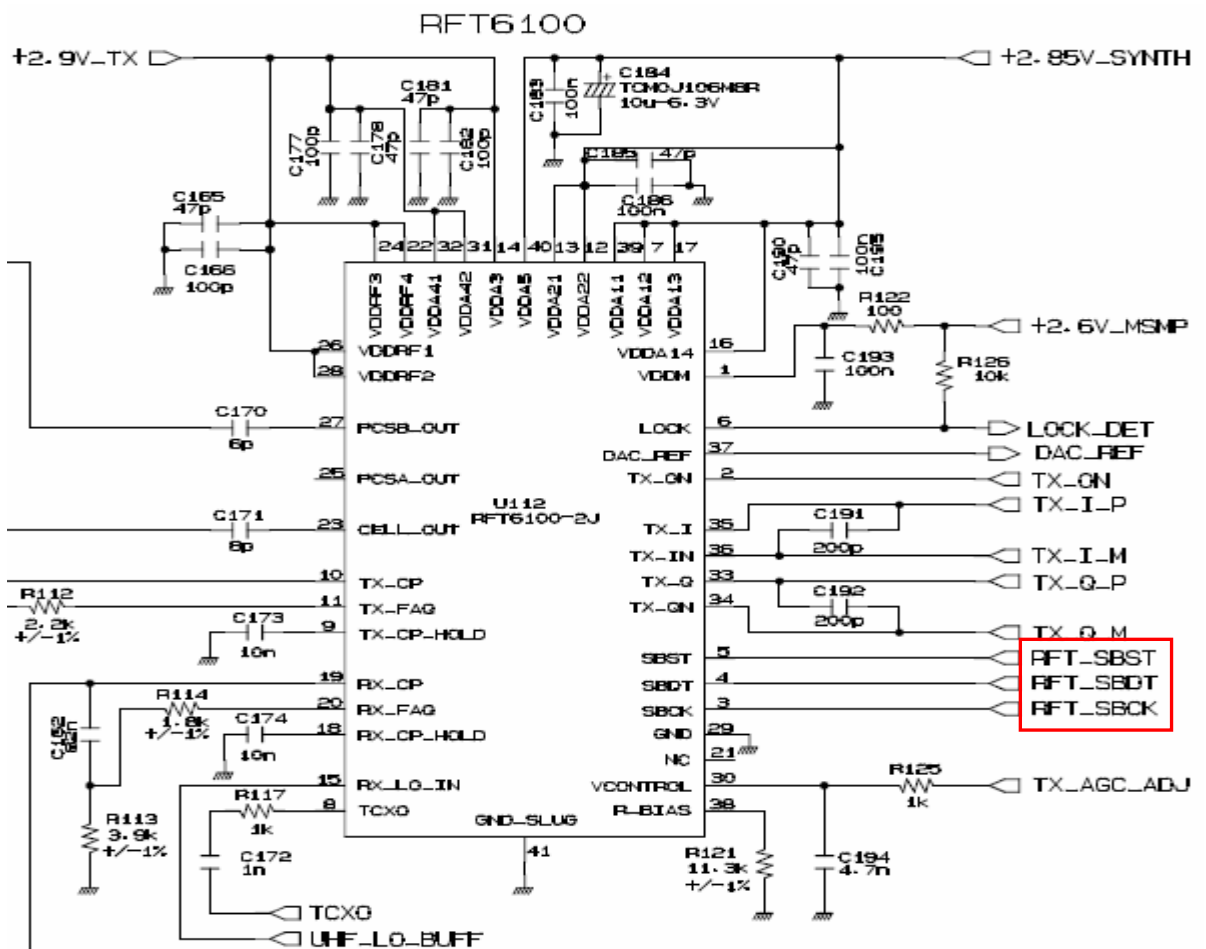 RFT6100
+2.9V_TX
+2.85V_SYNTH
C181
47p
C183
100n
C184
TCMOJ106M8R
10u-6.3V
C177
100p
C178
47p
C182
100p
C185 47p
C186
100n
C165
47p
C166
100p
C190
47p
100n
C195
24 22 32 31 14 40 13 12 39 7 17
VDDRF3
VDDRF4
VDDA41
VDDA42
VDDA3
VDDA5
VDDA21
VDDA22
VDDA11
VDDA12
VDDA13
R122
100
+2.6V_MSMP
26 VDDRF1
VDDA14 16
28 VDDRF2
VDDM 1
C193
100n
R126
10k
C170
6p
27 PCSB_OUT
LOCK 6
LOCK_DET
DAC_REF 37
DAC_REF
25 PCSA_OUT
TX_ON 2
TX_ON
U112
RFT6100-2J
TX_I_P
C171
8p
23 CELL_OUT
TX_I 35
C191
200p
TX_IN 36
TX_I_M
10 TX_CP
TX_Q 33
TX_Q_P
R112
2.2k
+/-1%
11 TX_FAQ
TX_QN 34
C192
200p
C173
10n
9 TX_CP_HOLD
TX_Q_M
SBST 5
RFT_SBST
19 RX_CP
SBDT 4
RFT_SBDT
R114
1.8k
+/-1%
20 RX_FAQ
SBCK 3
RFT_SBCK
C174
10n
18 RX_CP_HOLD
GND 29
NC 21
15 RX_LO_IN
VCONTROL 30
R125
1k
TX_AGC_ADJ
R117
1k
8 TCXO
R_BIAS 38
GND_SLUG
41
R113
3.9k
+/-1%
C172
1n
R121
11.3k
+/-1%
C194
4.7n
TCXO
UHF_LO_BUFF